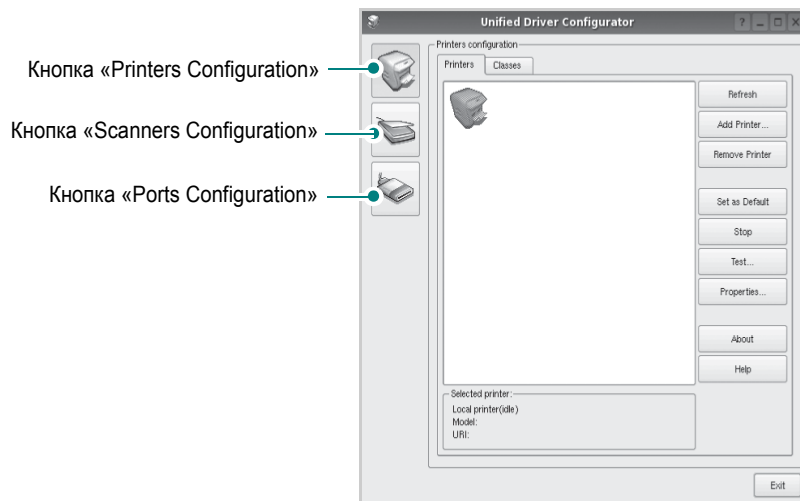 Unified Driver Configurator
Кнопка «Printers Configuration»
Кнопка «Scanners Configuration»
Кнопка «Ports Configuration»
Printers configuration
Printers
Classes
Refresh
Add Printer...
Remove Printer
Set as Default
Stop
Test...
Properties...
About
Help
Selected printer:
Local printer(idle)
Model:
URI:
Exit